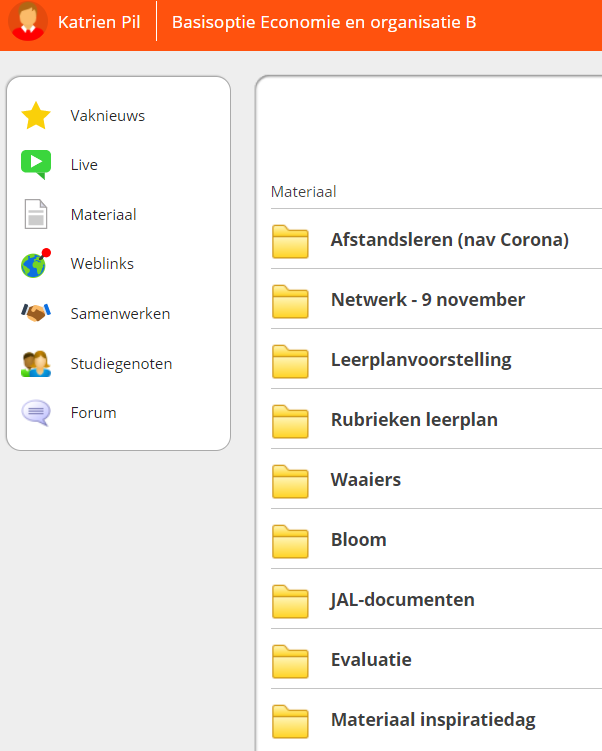 Katrien Pil
Basisoptie Economie en organisatie B
Vaknieuws
Live
Materiaal
Weblinks
Samenwerken
Studiegenoten
Forum
Materiaal
Afstandsleren (nav Corona)
Netwerk - 9 november
Leerplanvoorstelling
Rubrieken leerplan
Waaiers
Bloom
JAL-documenten
Evaluatie
Materiaal inspiratiedag